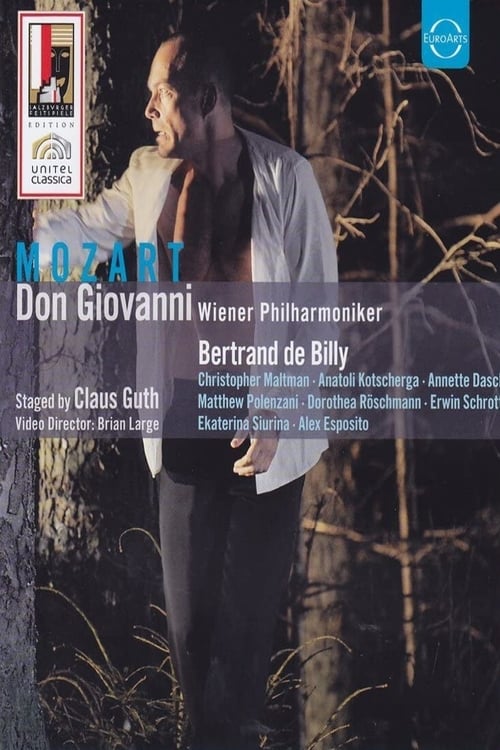 EUROARTS
SALZBURGER
FESTSPIELE
EDITION
UNITEL
CLASSICA
MOZART
Don Giovanni
Wiener Philharmoniker
Bertrand de Billy
Christopher Maltman · Anatoli Kotscherga · Annette Dasc
Matthew Polenzani · Dorothea Röschmann · Erwin Schrott
Ekaterina Siurina · Alex Esposito
Staged by Claus Guth
Video Director: Brian Large